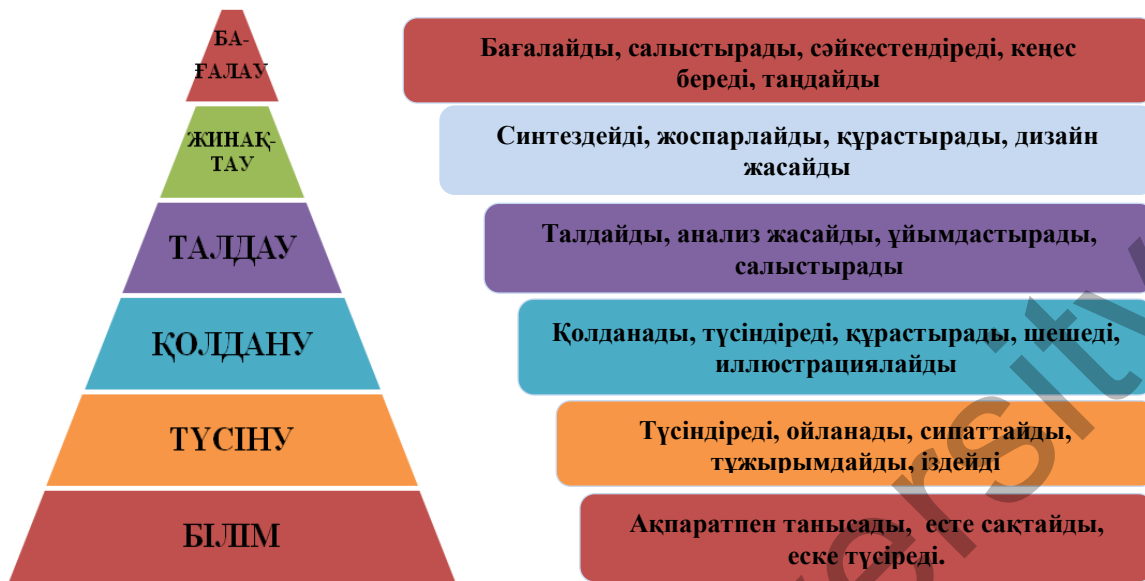 БА-
ҒАЛАУ
Бағалайды, салыстырады, сәйкестендіреді, кеңес
береді, таңдайды
ЖИНАҚ-
ТАУ
Синтездейді, жоспарлайды, құрастырады, дизайн
жасайды
ТАЛДАУ
Талдайды, анализ жасайды, ұйымдастырады,
салыстырады
ҚОЛДАНУ
Қолданады, түсіндіреді, құрастырады, шешеді,
иллюстрациялайды
ТҮСІНУ
Түсіндіреді, ойланады, сипаттайды,
тұжырымдайды, іздейді
БІЛІМ
Ақпаратпен танысады, есте сақтайды,
еске түсіреді.